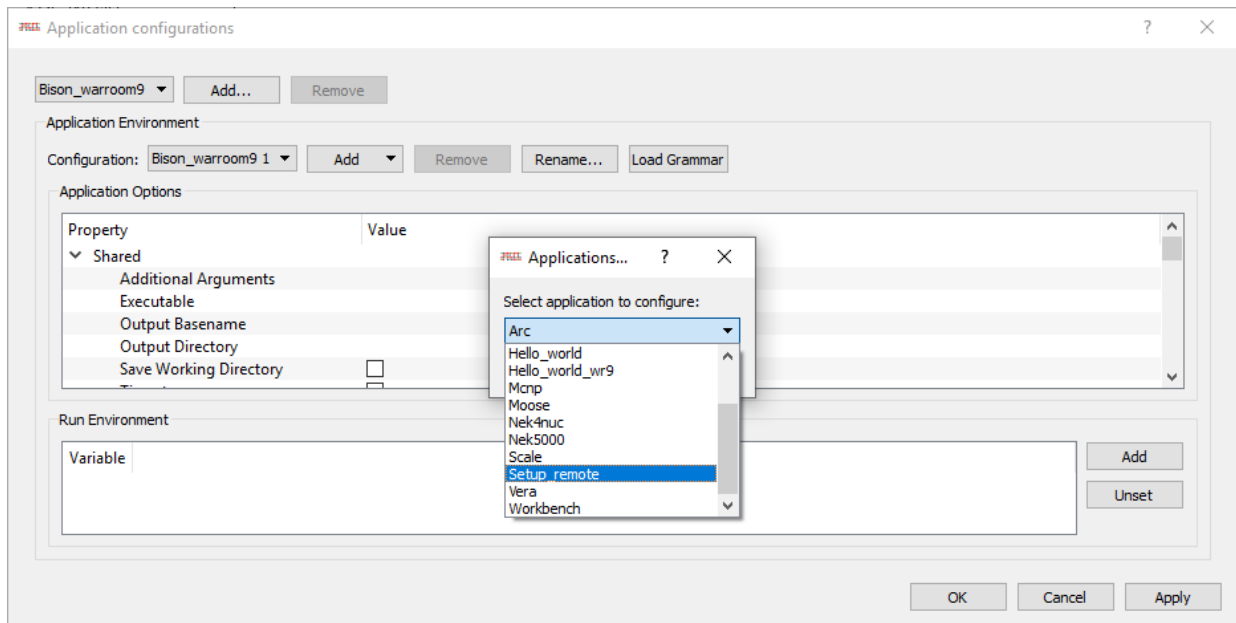 Application configurations
?
Bison_warroom9
Add...
Remove
Application Environment
Configuration:
Bison_warroom9 1
Add
Remove
Rename...
Load Grammar
Application Options
Property
Value
Shared
Additional Arguments
Executable
Output Basename
Output Directory
Save Working Directory
Applications...
?
Select application to configure:
Arc
Hello_world
Hello_world_wr9
Mcnp
Moose
Nek4nuc
Nek5000
Scale
Setup_remote
Vera
Workbench
Run Environment
Variable
Add
Unset
OK
Cancel
Apply